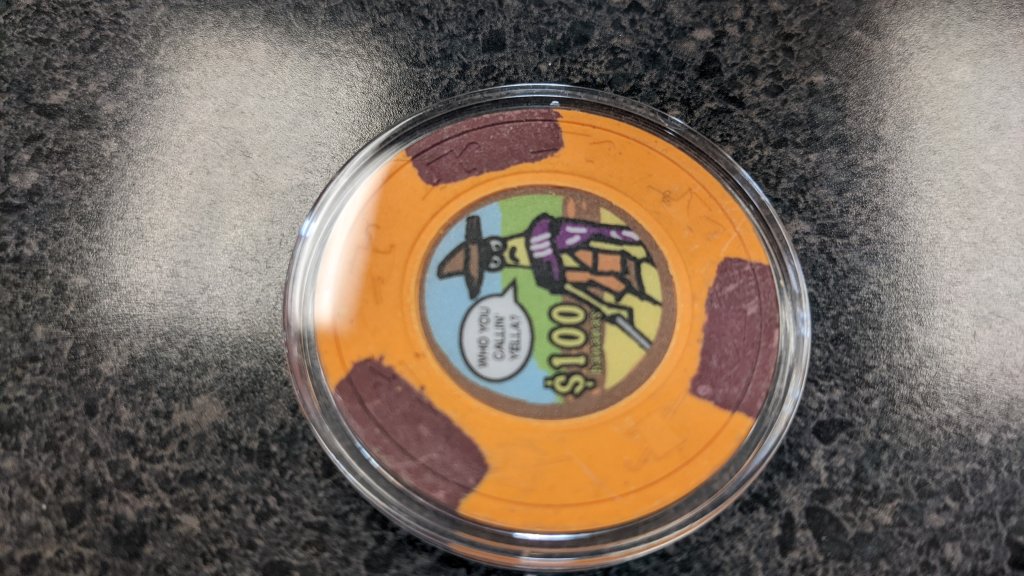 WHO YOU
CALLIN'
YELLA?
$100